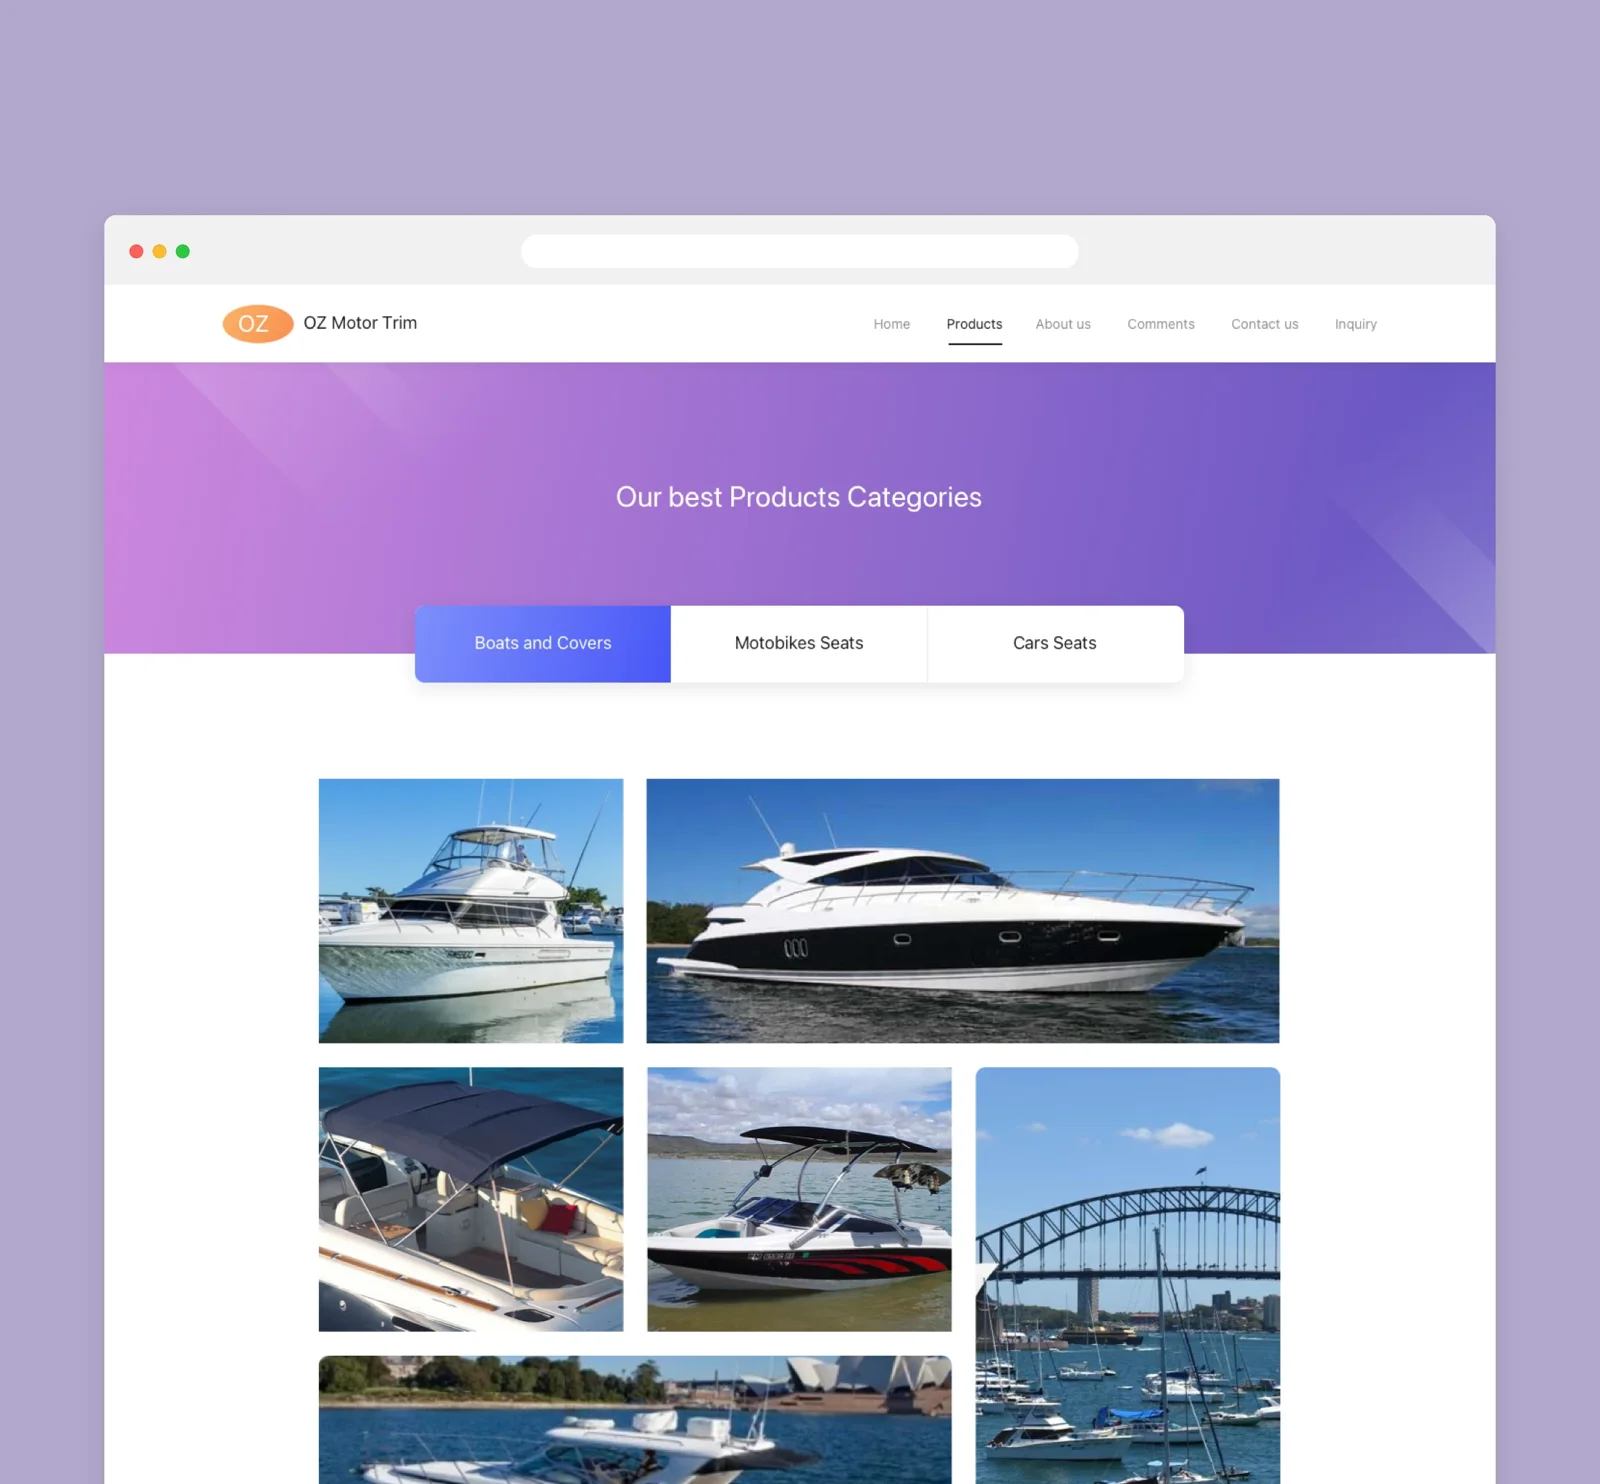 OZ
OZ Motor Trim
Home
Products
About us
Comments
Contact us
Inquiry
Our best Products Categories
Boats and Covers
Motobikes Seats
Cars Seats